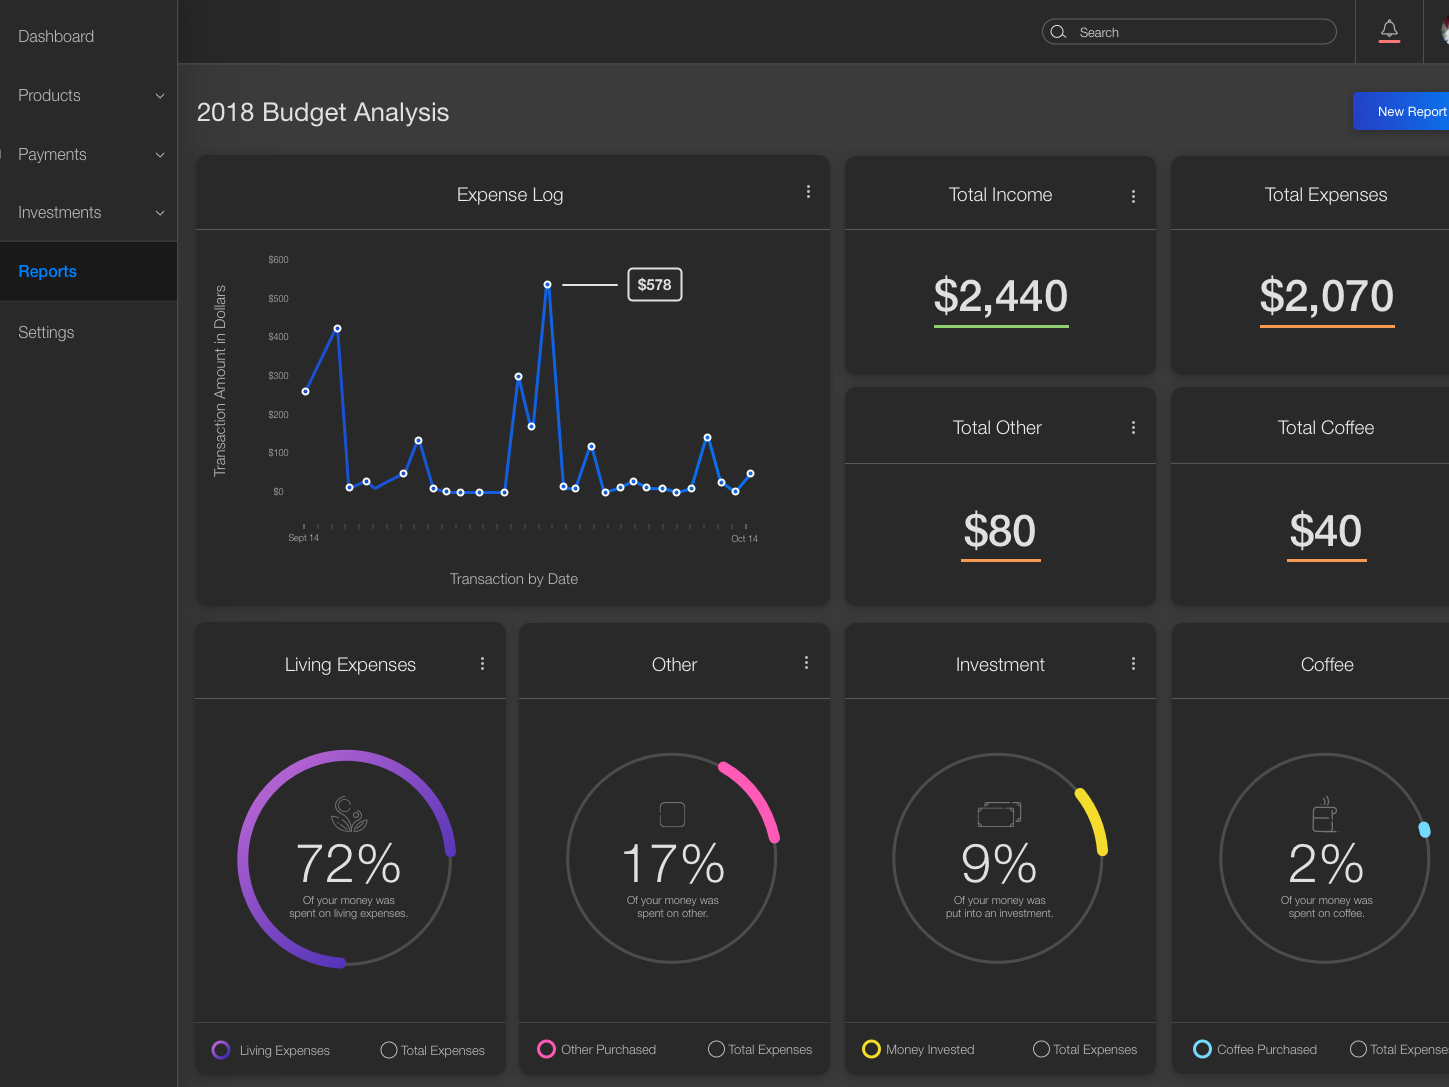 Dashboard
Products
Payments
Investments
Reports
Settings
Search
2018 Budget Analysis
New Report
Expense Log
Transaction Amount in Dollars
$600
$500
$400
$300
$200
$100
$0
$578
Sept 14
Oct 14
Transaction by Date
Total Income
$2,440
Total Expenses
$2,070
Total Other
$80
Total Coffee
$40
Living Expenses
72%
Of your money was
spent on living expenses.
Living Expenses
Total Expenses
Other
17%
Of your money was
spent on other.
Other Purchased
Total Expenses
Investment
9%
Of your money was
put into an investment.
Money Invested
Total Expenses
Coffee
2%
Of your money was
spent on coffee.
Coffee Purchased
Total Expense